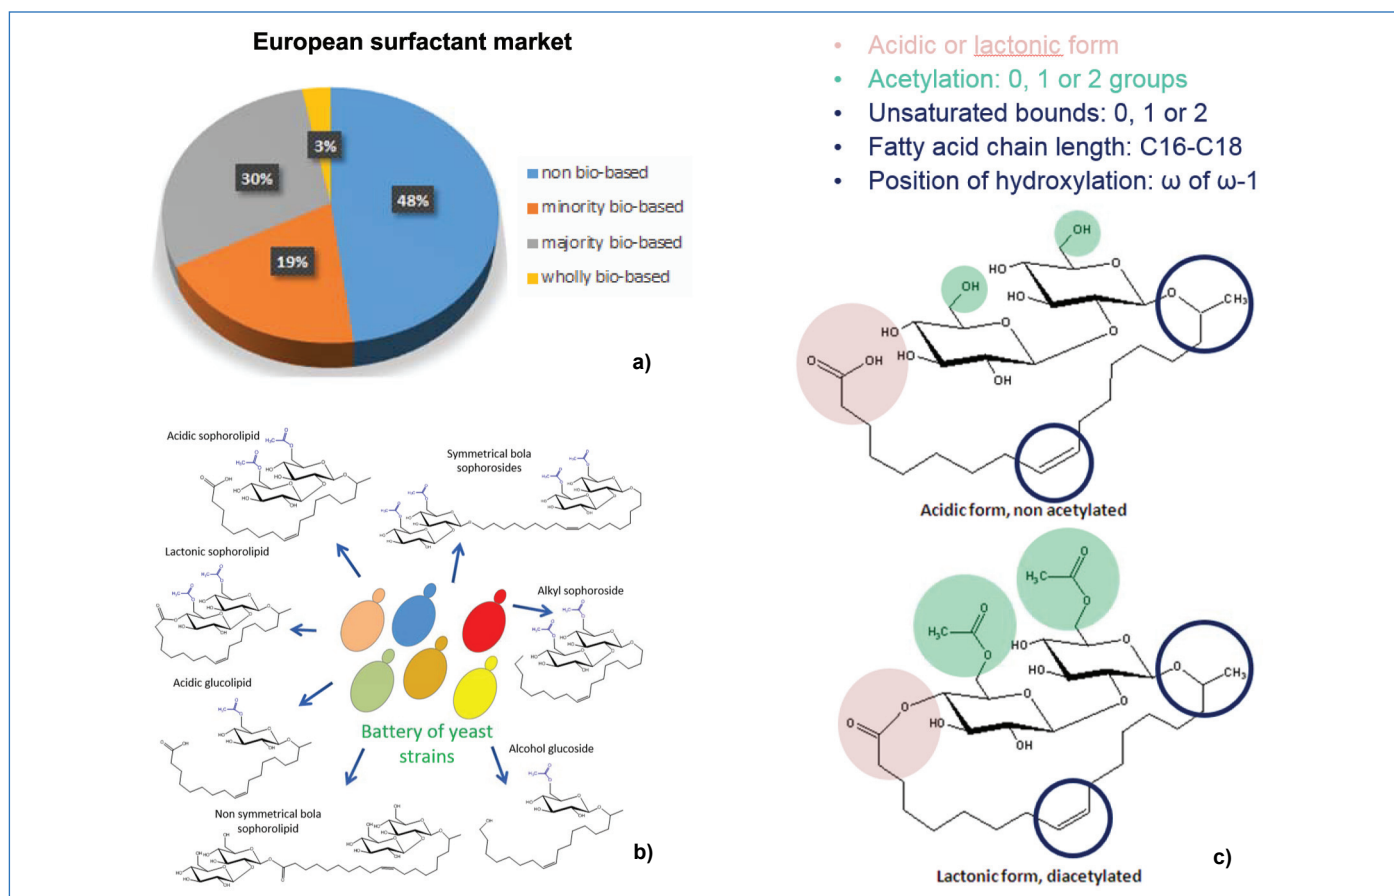 European surfactant market
3%
30%
48%
19%
non bio-based
minority bio-based
majority bio-based
wholly bio-based
a)
Acidic sophorolipid
Symmetrical bola
sophorosides
Lactonic sophorolipid
Alkyl sophoroside
Acidic glucolipid
Battery of yeast
strains
Alcohol glucoside
Non symmetrical bola
sophorolipid
b)
• Acidic or lactonic form
• Acetylation: 0, 1 or 2 groups
• Unsaturated bounds: 0, 1 or 2
• Fatty acid chain length: C16-C18
• Position of hydroxylation: ω of ω-1
OH
HO
O
HO
OH
O
CH₃
O
O
HO
HO
O
OH
OH
Acidic form, non acetylated
O
H₃C
O
O
H₃C
O
HO
O
HO
O
CH₃
O
O
O
O
HO
OH
Lactonic form, diacetylated
c)